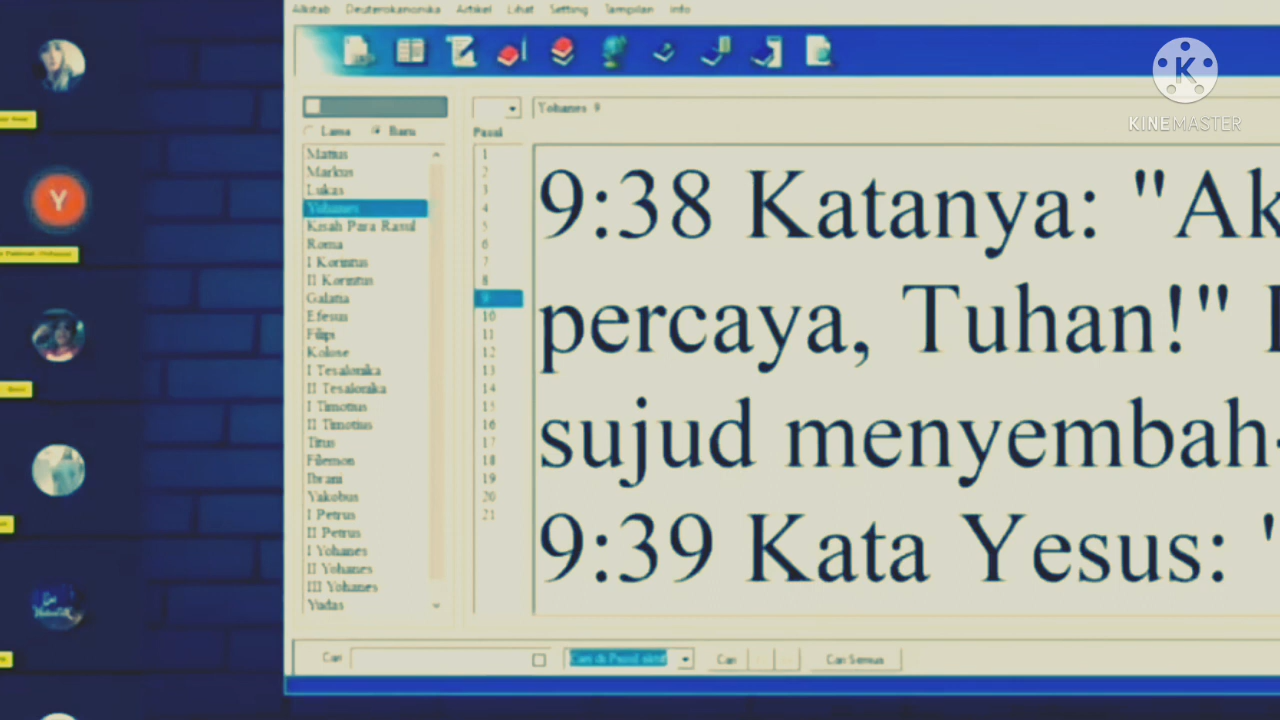 Alkitab Deuterokanonika Artikel Lihat Setting Tampilan Info
K
KINEMASTER
Yohanes 9
Lama Baru
Pasal
Matius
Markus
Lukas
Yohanes
Kisah Para Rasul
Roma
I Korintus
II Korintus
Galatia
Efesus
Filipi
Kolose
I Tesalonika
II Tesalonika
I Timotius
II Timotius
Titus
Filemon
Ibrani
Yakobus
I Petrus
II Petrus
I Yohanes
II Yohanes
III Yohanes
Yudas
1
2
3
4
5
6
7
8
9
10
11
12
13
14
15
16
17
18
19
20
21
9:38 Katanya: "Ak
percaya, Tuhan!"
sujud menyembah-
9:39 Kata Yesus: "
Y
Cari
Cari di
Cari
Cari Semua